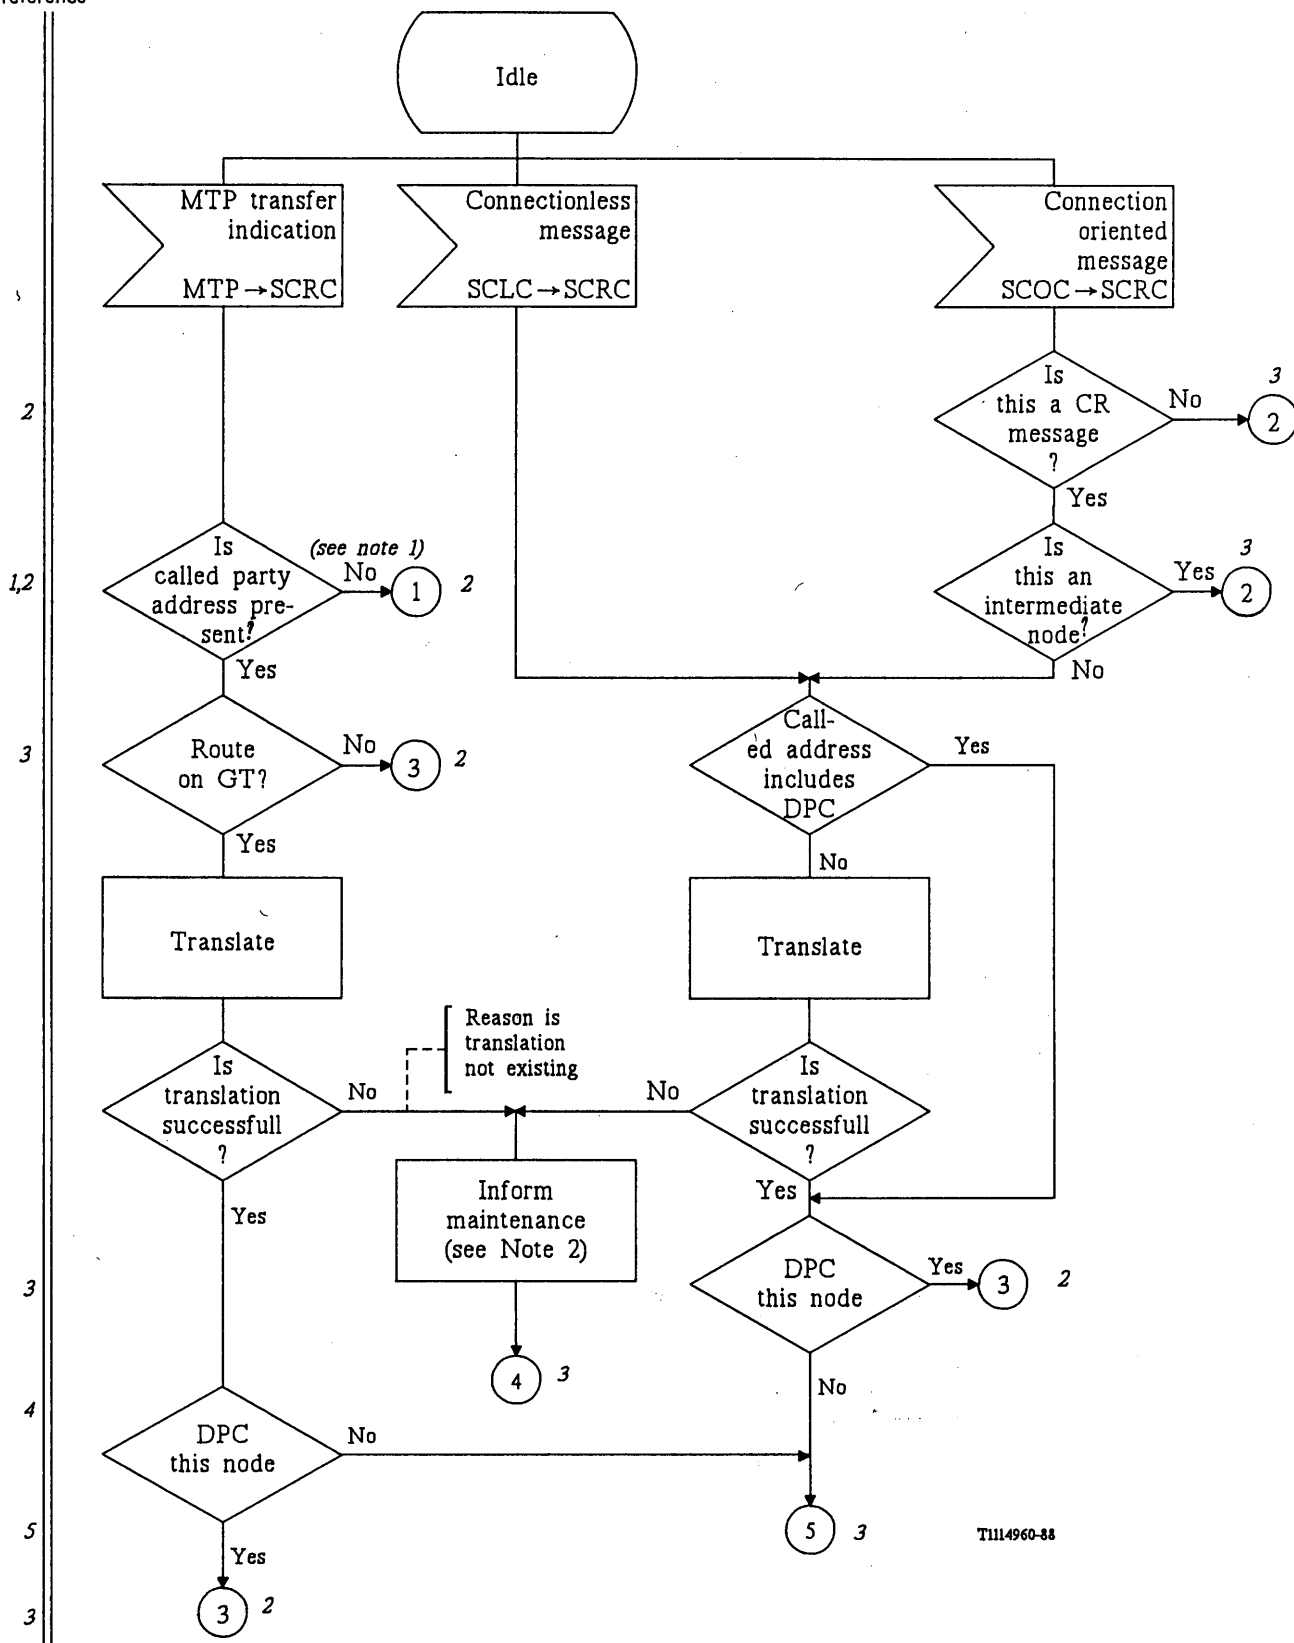 reference
Idle
MTP transfer
indication
MTP→SCRC
Connectionless
message
SCLC→SCRC
Connection
oriented
message
SCOC→SCRC
2
Is
this a CR
message
?
No
3
2
Yes
1,2
Is
called party
address pre-
sent?
(see note 1)
No
1
2
Yes
Is
this an
intermediate
node?
Yes
3
2
No
3
Route
on GT?
No
3
2
Yes
Call-
ed address
includes
DPC
Yes
No
Translate
Translate
Reason is
translation
not existing
Is
translation
successfull
?
No
No
Is
translation
successfull
?
Yes
Yes
Inform
maintenance
(see Note 2)
3
DPC
this node
Yes
3
2
4
3
No
4
DPC
this node
No
5
5
3
T1114960-88
Yes
3
3
2